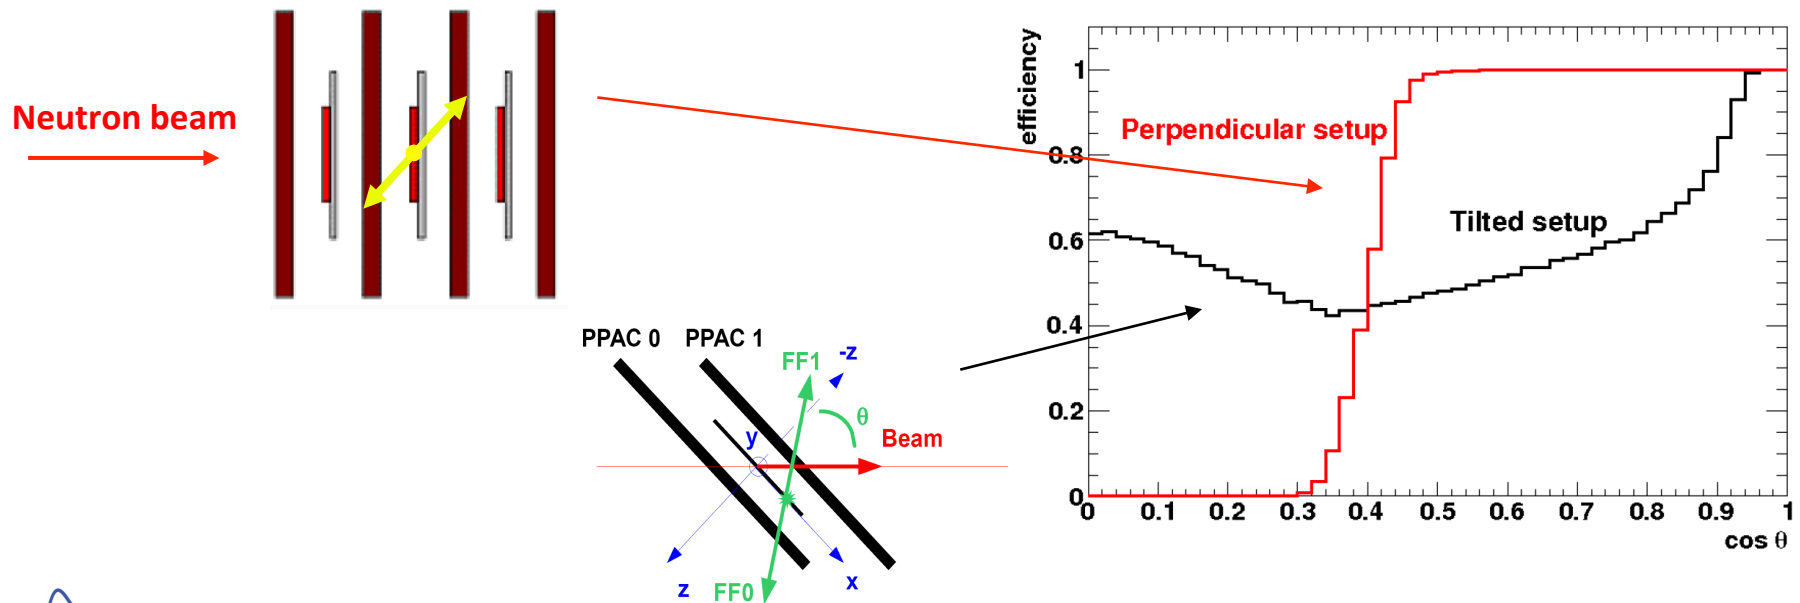 Neutron beam
PPAC 0 PPAC 1
FF1
-z
θ
y
Beam
z
FF0
x
efficiency
1
0.8
0.6
0.4
0.2
0
Perpendicular setup
Tilted setup
0 0.1 0.2 0.3 0.4 0.5 0.6 0.7 0.8 0.9 1
cos θ